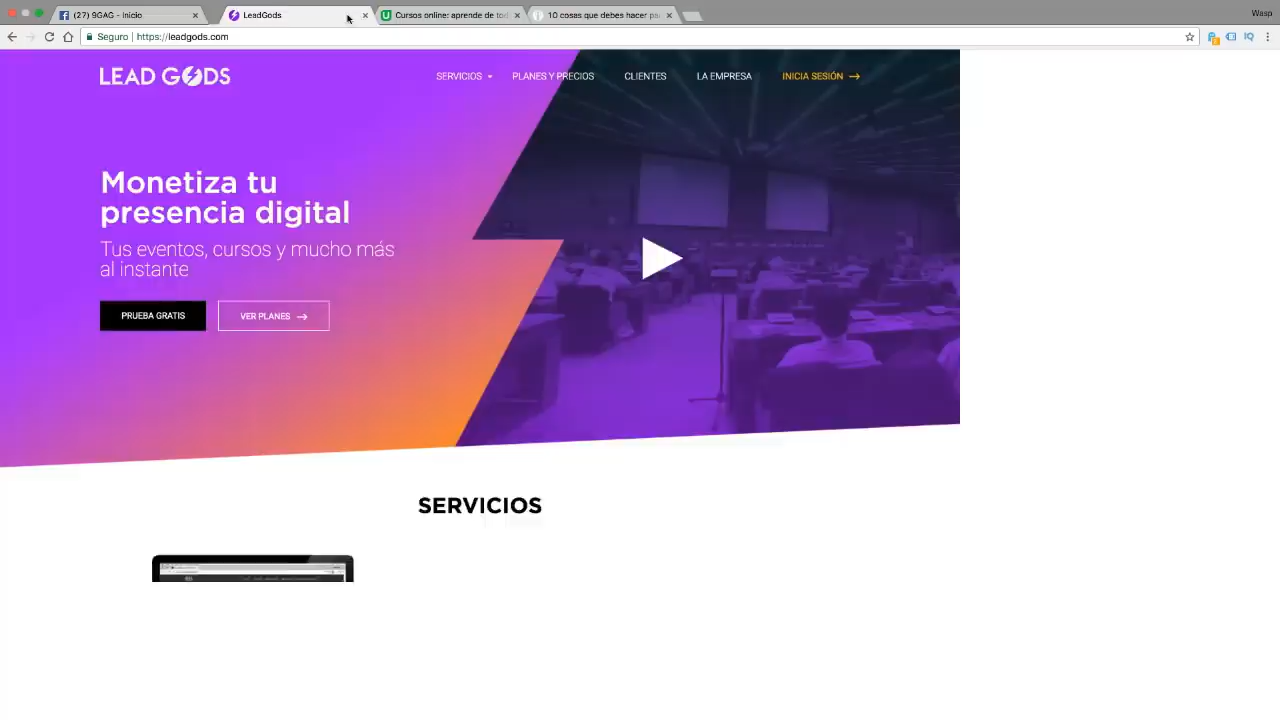 (27) 9GAG - Inicio
LeadGods
Cursos online: aprende de tod
10 cosas que debes hacer pa
Wasp
Seguro | https://leadgods.com
LEAD GODS
SERVICIOS
PLANES Y PRECIOS
CLIENTES
LA EMPRESA
INICIA SESIÓN →
Monetiza tu
presencia digital
Tus eventos, cursos y mucho más
al instante
PRUEBA GRATIS
VER PLANES →
SERVICIOS